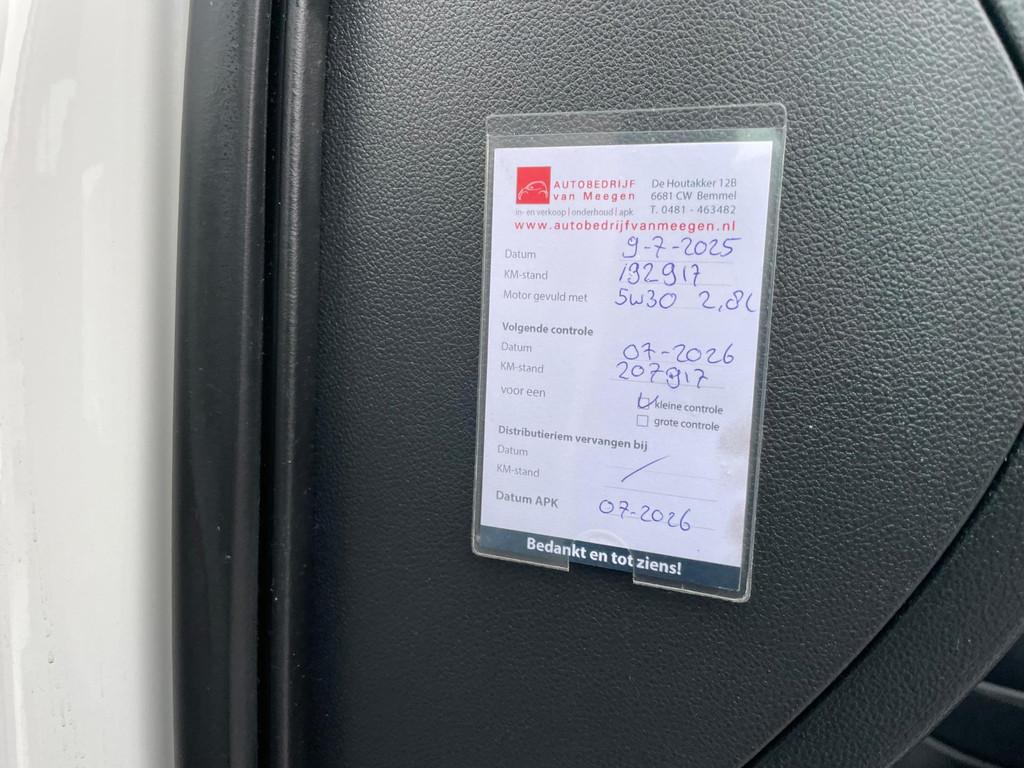 AUTOBEDRIJF
van Meegen
in- en verkoop | onderhoud | apk
De Houtakker 12B
6681 CW Bemmel
T. 0481 - 463482
www.autobedrijfvanmeegen.nl
Datum 9-7-2025
KM-stand 192917
Motor gevuld met 5w30 2,8L
Volgende controle
Datum 07-2026
KM-stand 207917
voor een kleine controle
grote controle
Distributieriem vervangen bij
Datum
KM-stand
Datum APK 07-2026
Bedankt en tot ziens!